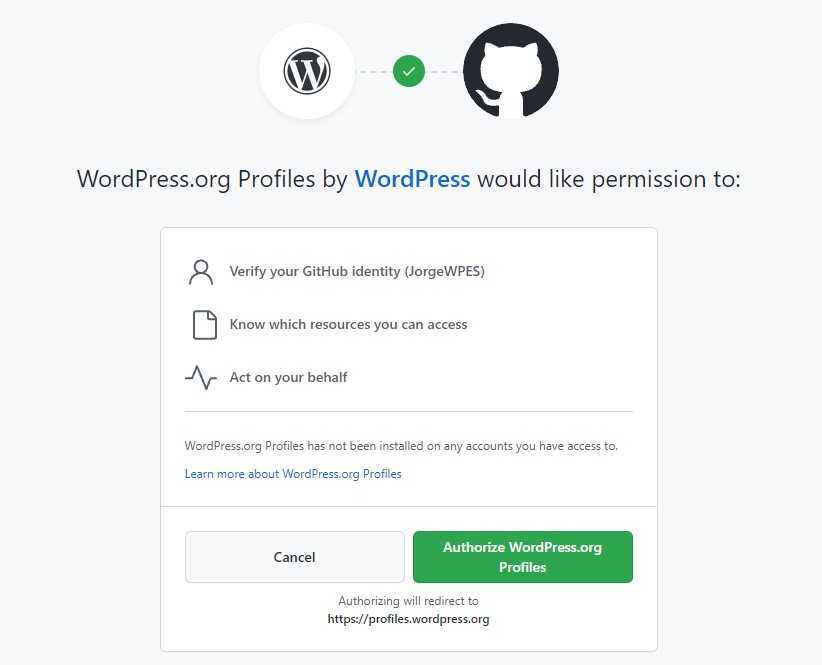 WordPress.org Profiles by WordPress would like permission to:
Verify your GitHub identity (JorgeWPES)
Know which resources you can access
Act on your behalf
WordPress.org Profiles has not been installed on any accounts you have access to.
Learn more about WordPress.org Profiles
Cancel
Authorize WordPress.org
Profiles
Authorizing will redirect to
https://profiles.wordpress.org